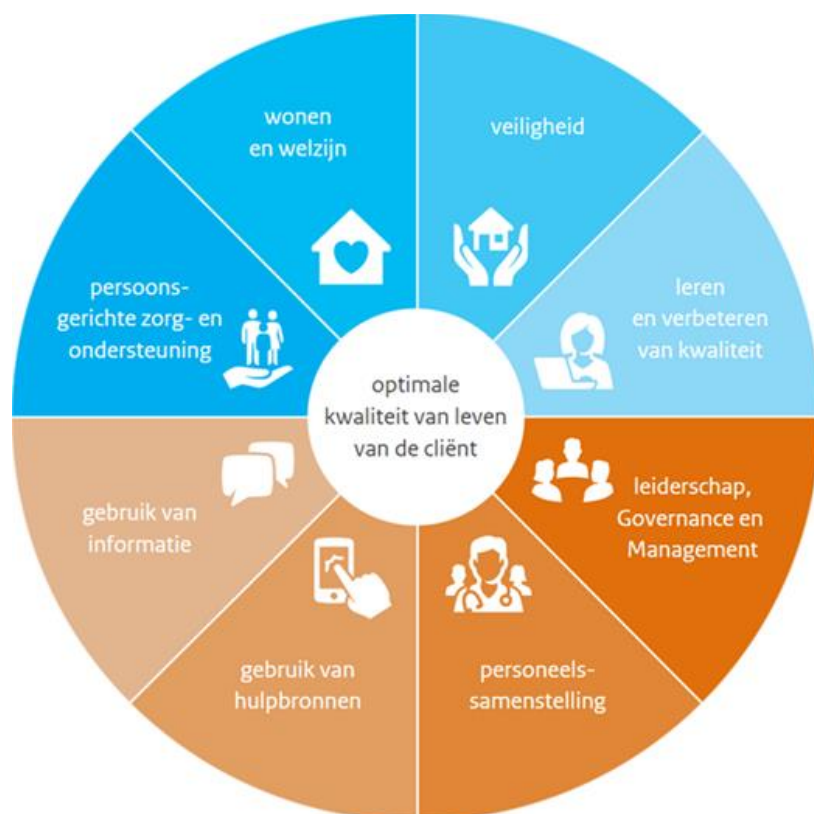 wonen
en welzijn
veiligheid
persoons-
gerichte zorg- en
ondersteuning
leren
en verbeteren
van kwaliteit
optimale
kwaliteit van leven
van de cliënt
gebruik van
informatie
leiderschap,
Governance en
Management
gebruik van
hulpbronnen
personeels-
samenstelling